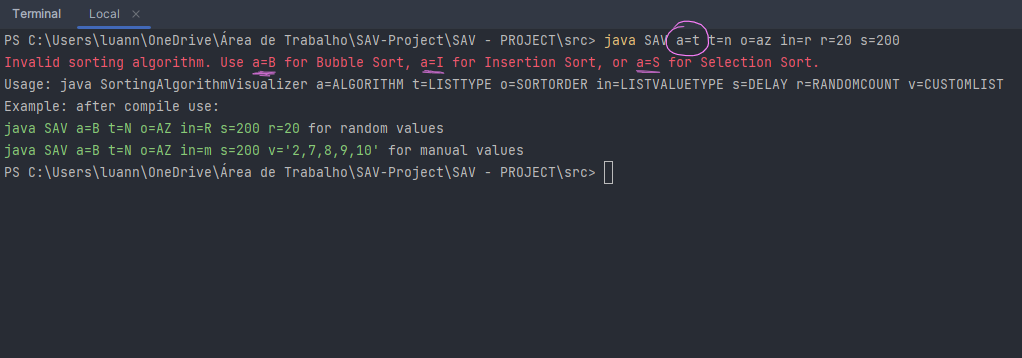 Terminal Local ×
PS C:\Users\luann\OneDrive\Área de Trabalho\SAV-Project\SAV - PROJECT\src> java SAV a=t t=n o=az in=r r=20 s=200
Invalid sorting algorithm. Use a=B for Bubble Sort, a=I for Insertion Sort, or a=S for Selection Sort.
Usage: java SortingAlgorithmVisualizer a=ALGORITHM t=LISTTYPE o=SORTORDER in=LISTVALUETYPE s=DELAY r=RANDOMCOUNT v=CUSTOMLIST
Example: after compile use:
java SAV a=B t=N o=AZ in=R s=200 r=20 for random values
java SAV a=B t=N o=AZ in=m s=200 v='2,7,8,9,10' for manual values
PS C:\Users\luann\OneDrive\Área de Trabalho\SAV-Project\SAV - PROJECT\src>